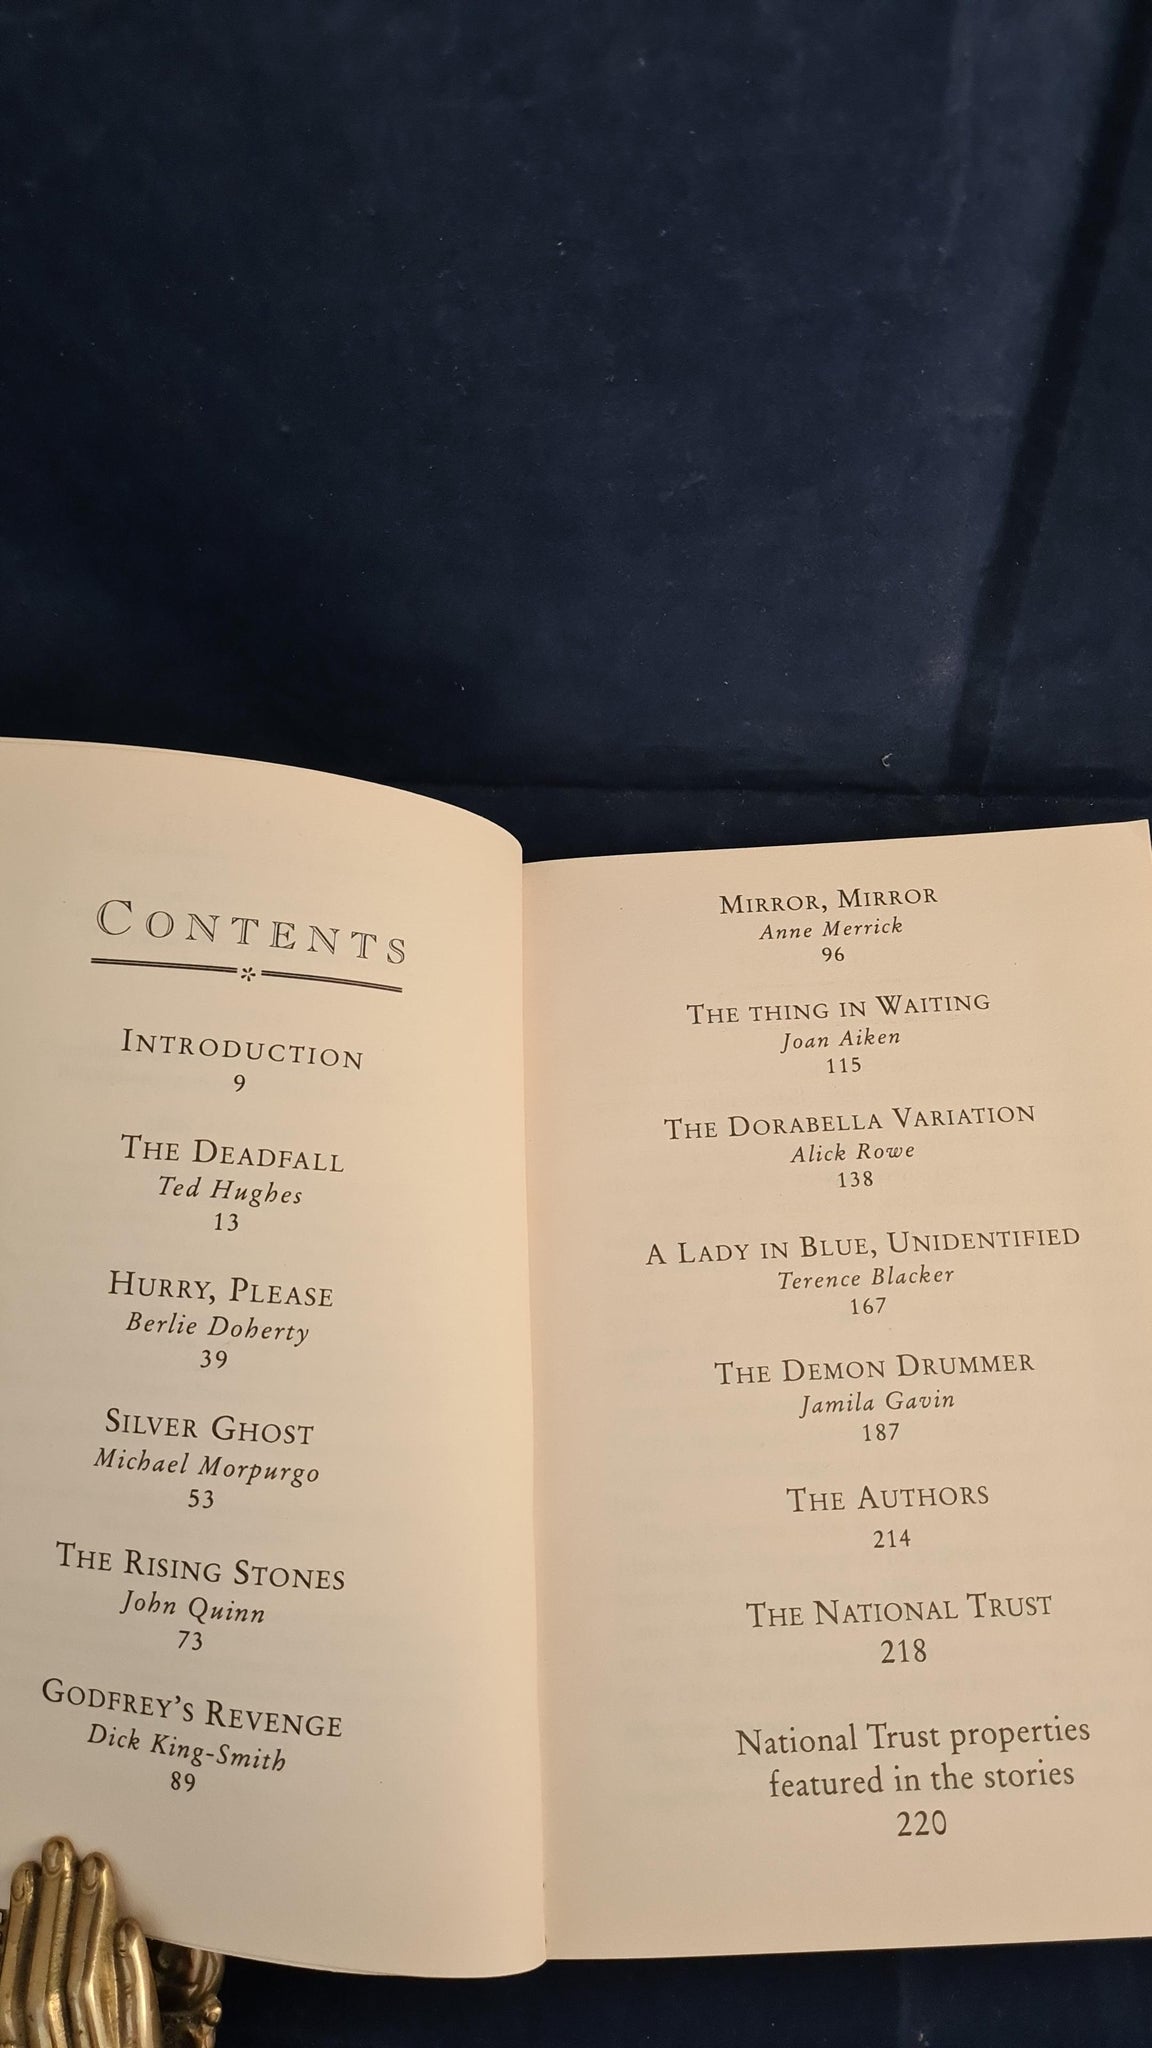 CONTENTS
INTRODUCTION
9
THE DEADFALL
Ted Hughes
13
HURRY, PLEASE
Berlie Doherty
39
SILVER GHOST
Michael Morpurgo
53
THE RISING STONES
John Quinn
73
GODFREY'S REVENGE
Dick King-Smith
89
MIRROR, MIRROR
Anne Merrick
96
THE THING IN WAITING
Joan Aiken
115
THE DORABELLA VARIATION
Alick Rowe
138
A LADY IN BLUE, UNIDENTIFIED
Terence Blacker
167
THE DEMON DRUMMER
Jamila Gavin
187
THE AUTHORS
214
THE NATIONAL TRUST
218
National Trust properties
featured in the stories
220